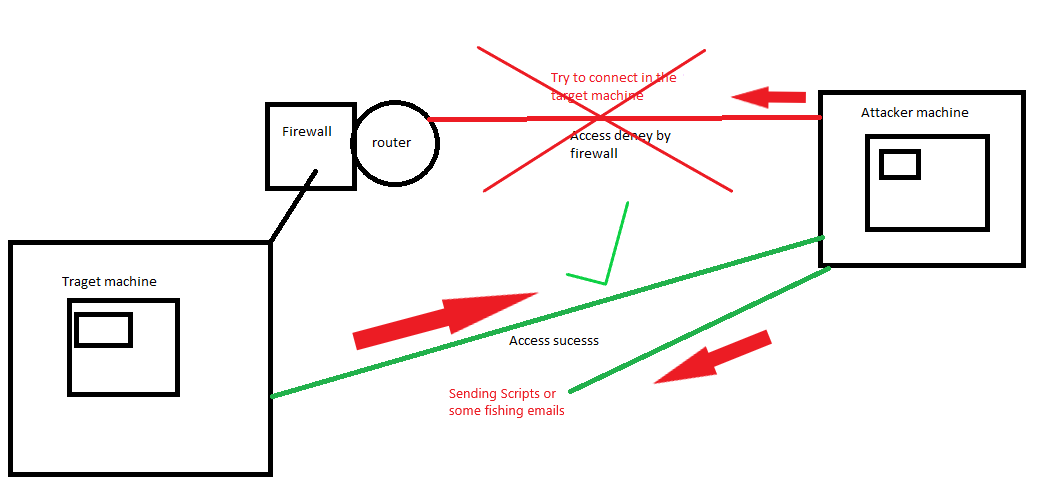 Try to connect in the
target machine
Attacker machine
Firewall
router
Access deney by
firewall
Traget machine
Access sucesss
Sending Scripts or
some fishing emails